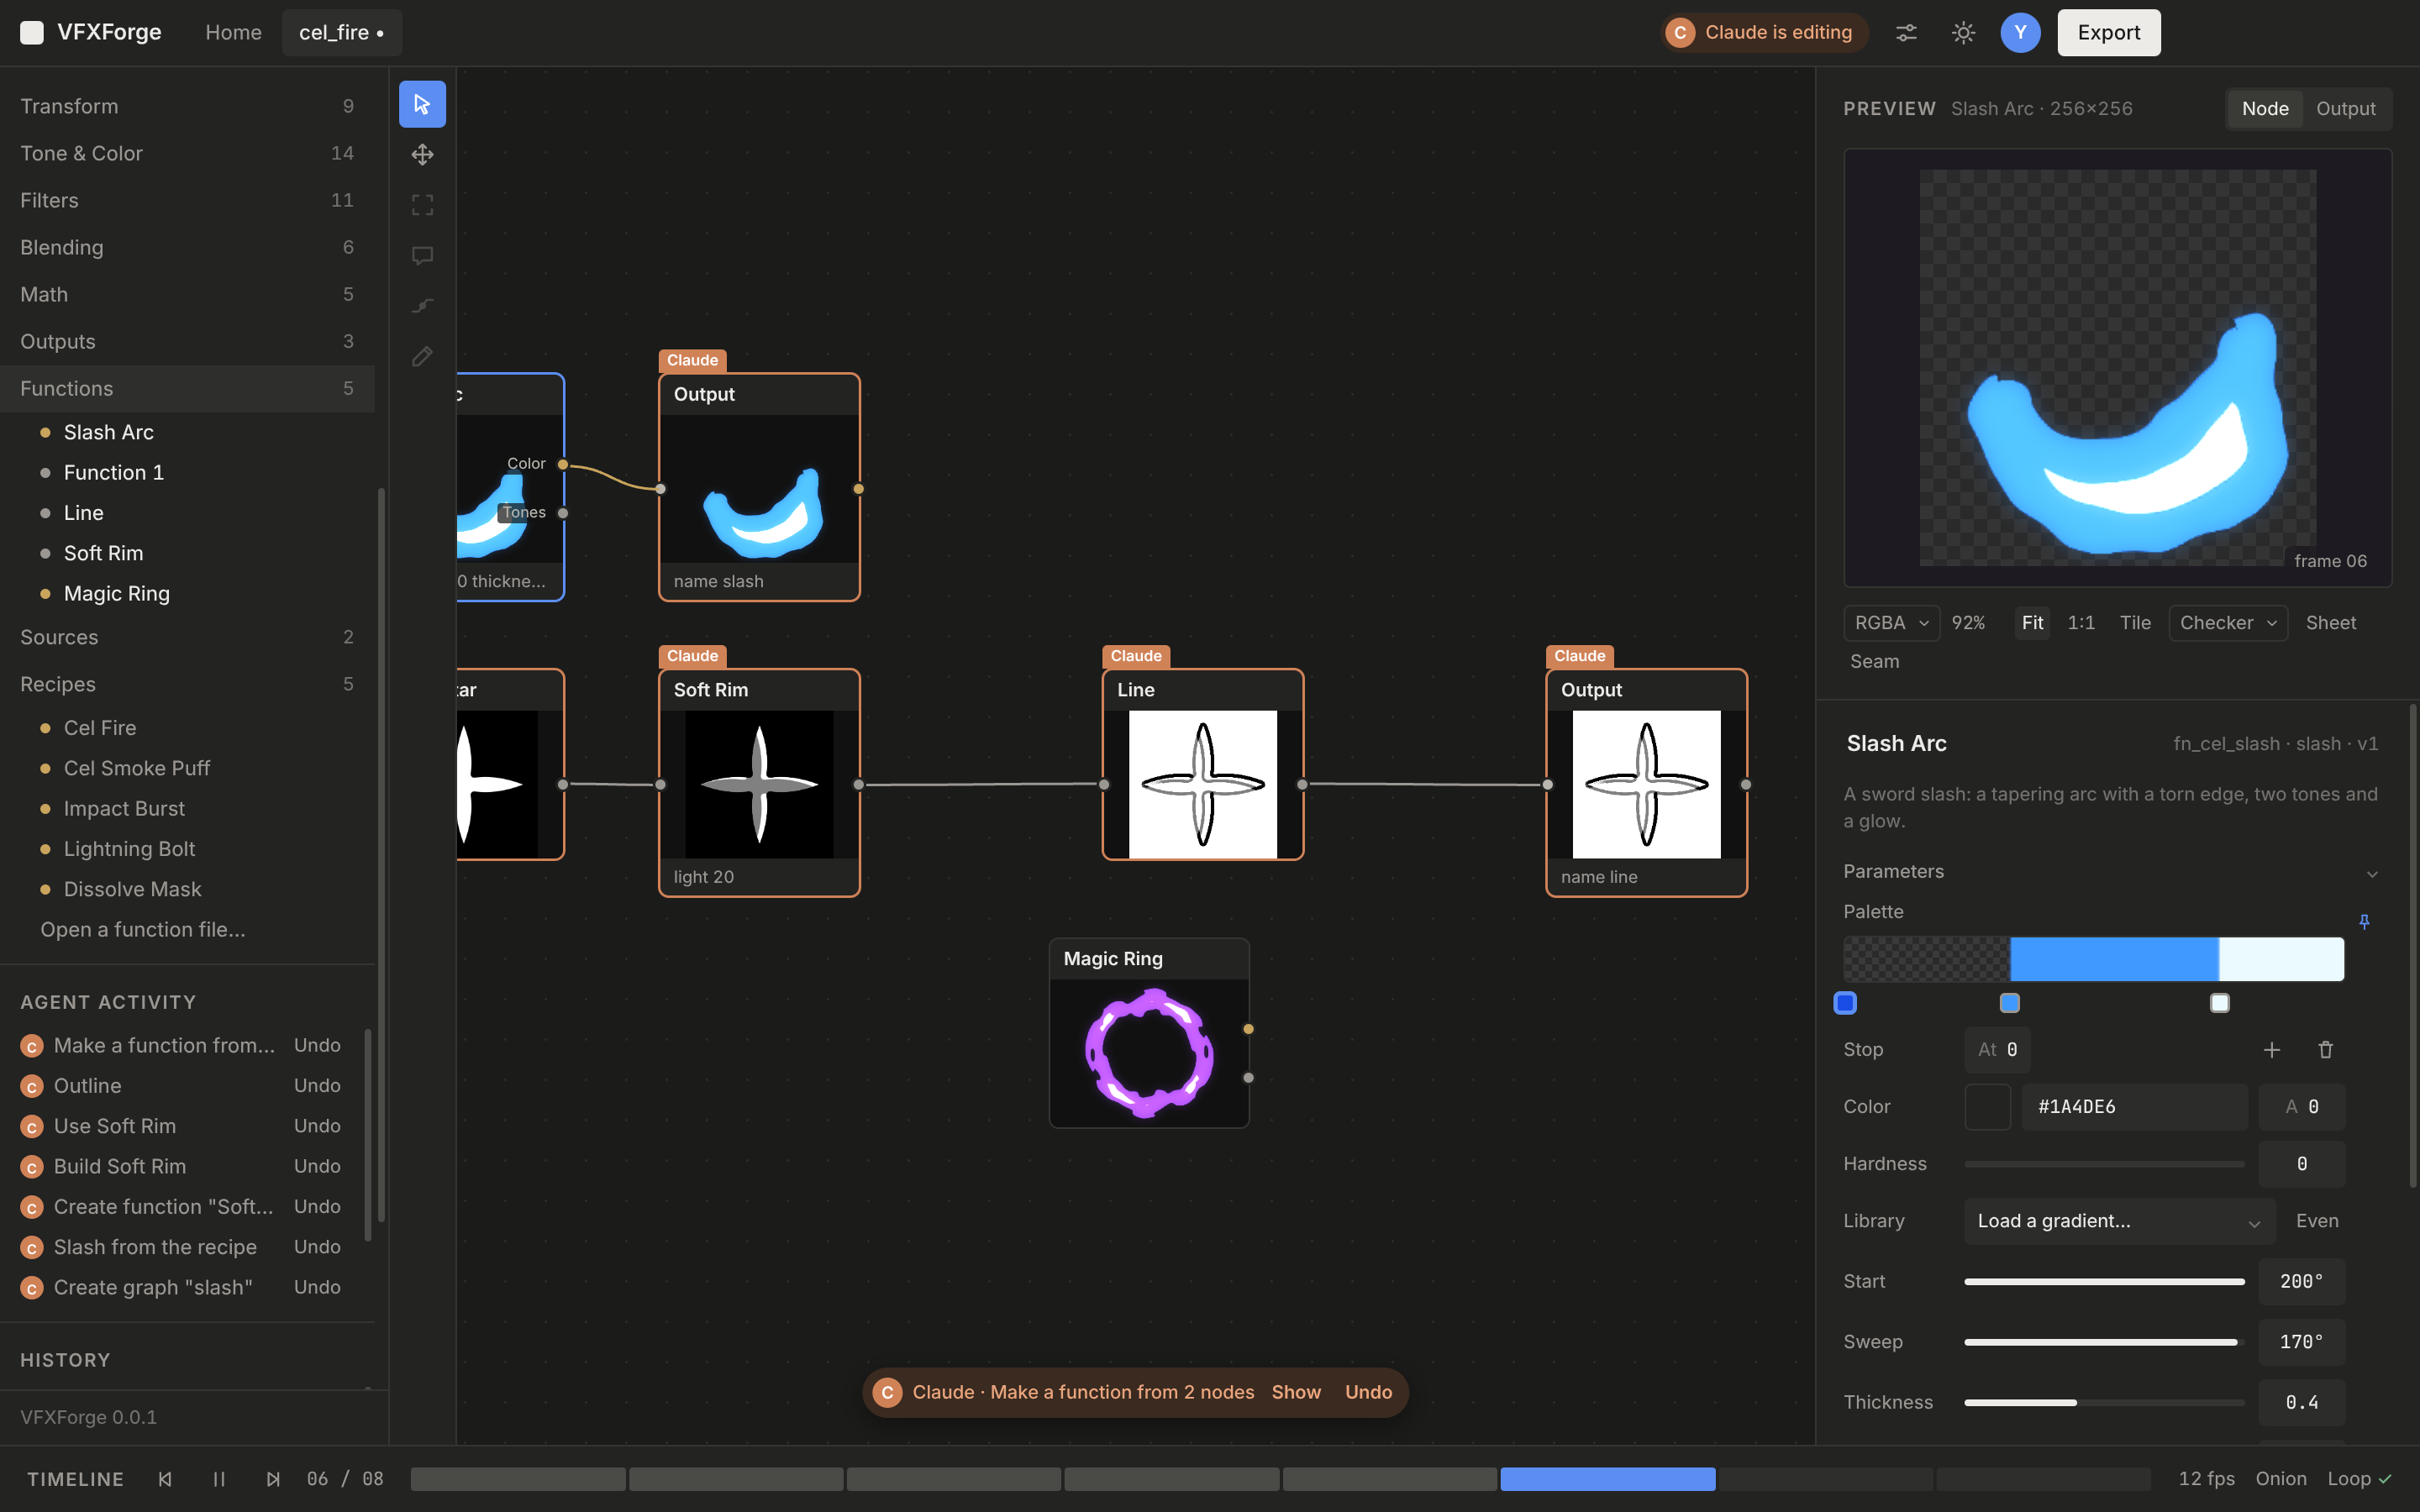 VFXForge Home cel_fire • C Claude is editing Y Export
Transform 9
Tone & Color 14
Filters 11
Blending 6
Math 5
Outputs 3
Functions 5
Slash Arc
Function 1
Line
Soft Rim
Magic Ring
Sources 2
Recipes 5
Cel Fire
Cel Smoke Puff
Impact Burst
Lightning Bolt
Dissolve Mask
Open a function file...
AGENT ACTIVITY
C Make a function from... Undo
C Outline Undo
C Use Soft Rim Undo
C Build Soft Rim Undo
C Create function "Soft... Undo
C Slash from the recipe Undo
C Create graph "slash" Undo
HISTORY
VFXForge 0.0.1
c
Color
Tones
0 thickne...
Claude
Output
name slash
tar
Claude
Soft Rim
light 20
Claude
Line
Claude
Output
name line
Magic Ring
C Claude · Make a function from 2 nodes Show Undo
PREVIEW Slash Arc · 256×256 Node Output
frame 06
RGBA 92% Fit 1:1 Tile Checker Sheet
Seam
Slash Arc fn_cel_slash · slash · v1
A sword slash: a tapering arc with a torn edge, two tones and
a glow.
Parameters
Palette
Stop At 0
Color #1A4DE6 A 0
Hardness 0
Library Load a gradient... Even
Start 200°
Sweep 170°
Thickness 0.4
TIMELINE 06 / 08 12 fps Onion Loop